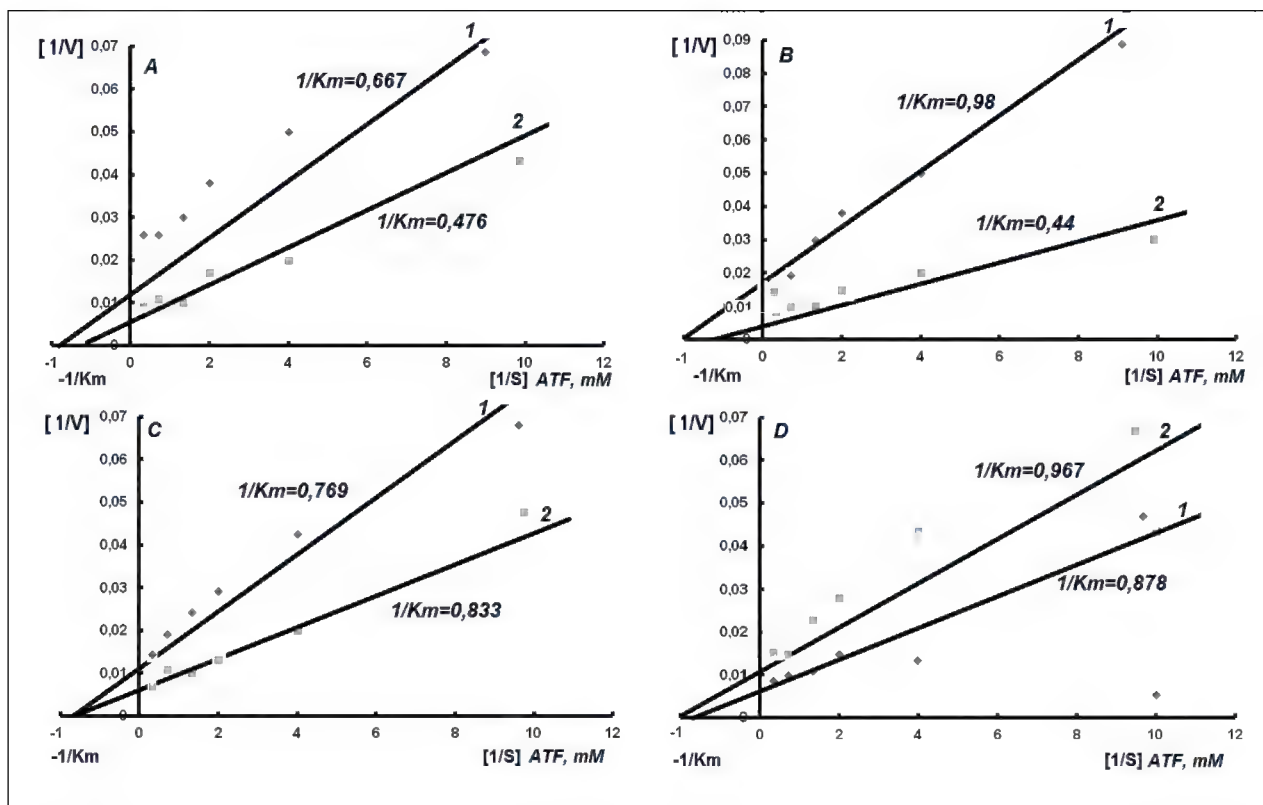 [ 1/V]
0,07
0,06
0,05
0,04
0,03
0,02
0,01
0
A
1
1/Km=0,667
2
1/Km=0,476
-1 0 2 4 6 8 10 12
-1/Km
[1/S] ATF, mM
[ 1/V]
0,09
0,08
0,07
0,06
0,05
0,04
0,03
0,02
0,01
0
B
1
1/Km=0,98
2
1/Km=0,44
-1 0 2 4 6 8 10 12
-1/Km
[1/S] ATF, mM
[ 1/V]
0,07
0,06
0,05
0,04
0,03
0,02
0,01
0
C
1
1/Km=0,769
2
1/Km=0,833
-1 0 2 4 6 8 10 12
-1/Km
[1/S] ATF, mM
[ 1/V]
0,07
0,06
0,05
0,04
0,03
0,02
0,01
0
D
2
1/Km=0,967
1
1/Km=0,878
-1 0 2 4 6 8 10 12
-1/Km
[1/S] ATF, mM